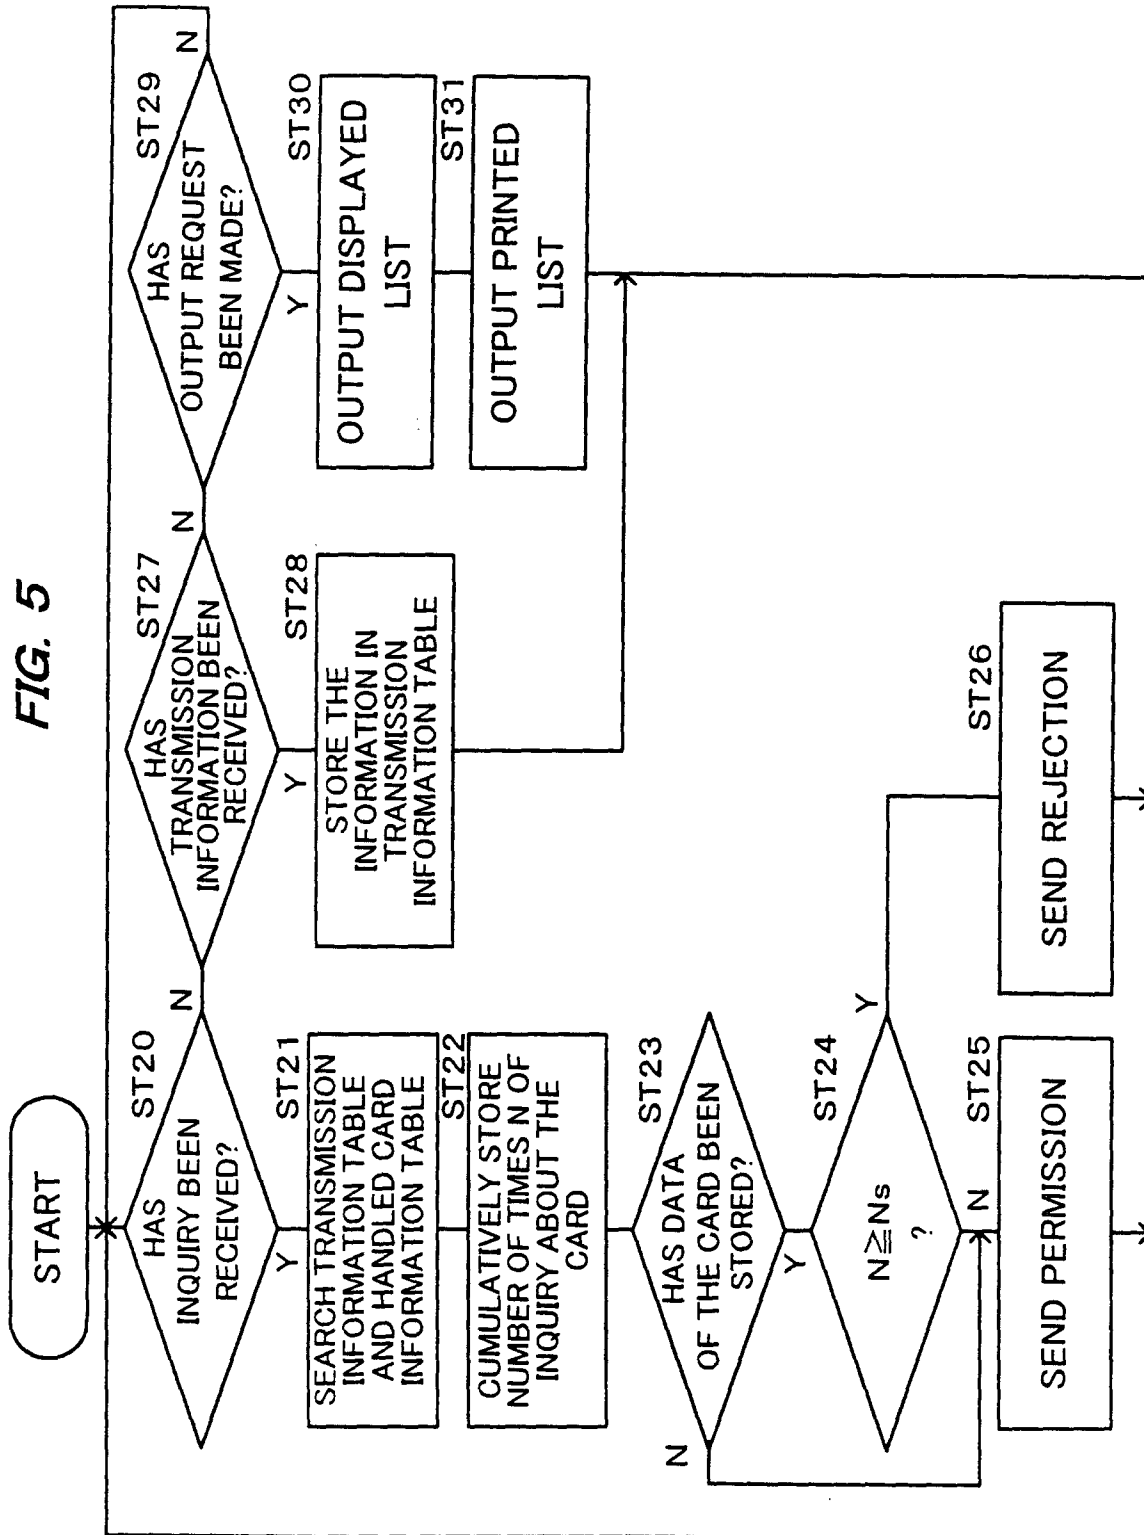 FIG. 5
START
ST20
HAS
INQUIRY BEEN
RECEIVED?
N
Y
ST21
SEARCH TRANSMISSION
INFORMATION TABLE
AND HANDLED CARD
INFORMATION TABLE
ST22
CUMULATIVELY STORE
NUMBER OF TIMES N OF
INQUIRY ABOUT THE
CARD
ST23
HAS DATA
OF THE CARD BEEN
STORED?
N
Y
ST24
N≧Ns
?
Y
N
ST25
SEND PERMISSION
ST26
SEND REJECTION
ST27
HAS
TRANSMISSION
INFORMATION BEEN
RECEIVED?
N
Y
ST28
STORE THE
INFORMATION IN
TRANSMISSION
INFORMATION TABLE
ST29
HAS
OUTPUT REQUEST
BEEN MADE?
N
Y
ST30
OUTPUT DISPLAYED
LIST
ST31
OUTPUT PRINTED
LIST